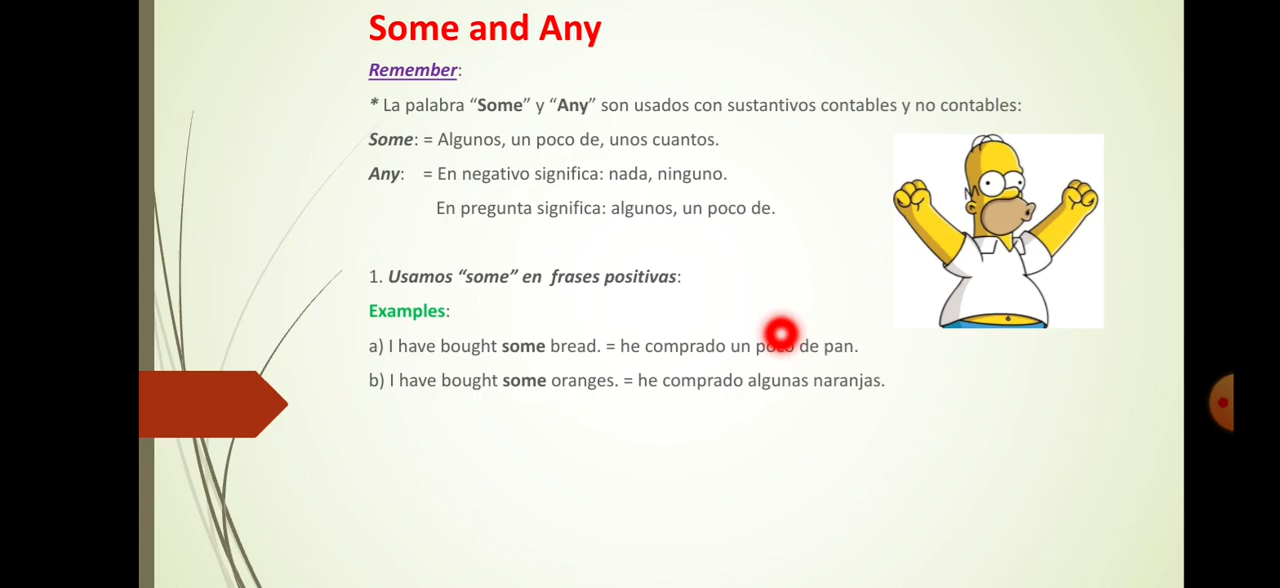 Some and Any
Remember:
* La palabra “Some” y “Any” son usados con sustantivos contables y no contables:
Some: = Algunos, un poco de, unos cuantos.
Any: = En negativo significa: nada, ninguno.
En pregunta significa: algunos, un poco de.
1. Usamos “some” en frases positivas:
Examples:
a) I have bought some bread. = he comprado un poco de pan.
b) I have bought some oranges. = he comprado algunas naranjas.